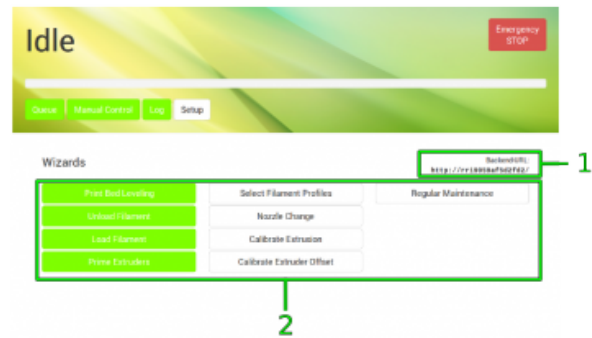 Idle
Emergency
STOP
Queue Manual Control Log Setup
Wizards
BackendURL:
1
Print Bed Leveling Select Filament Profiles Regular Maintenance
Unload Filament Nozzle Change
Load Filament Calibrate Extrusion
Prime Extruders Calibrate Extruder Offset
2